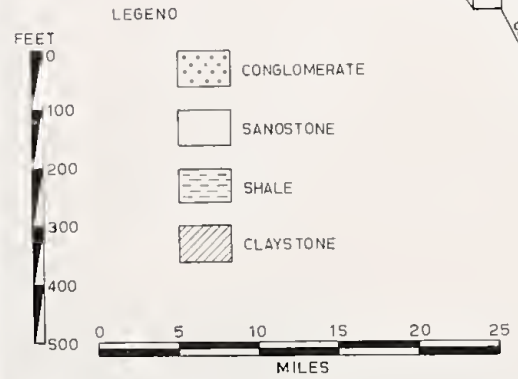 LEGENO
FEET
0
100
200
300
400
500
CONGLOMERATE
SANOSTONE
SHALE
CLAYSTONE
0 5 10 15 20 25
MILES